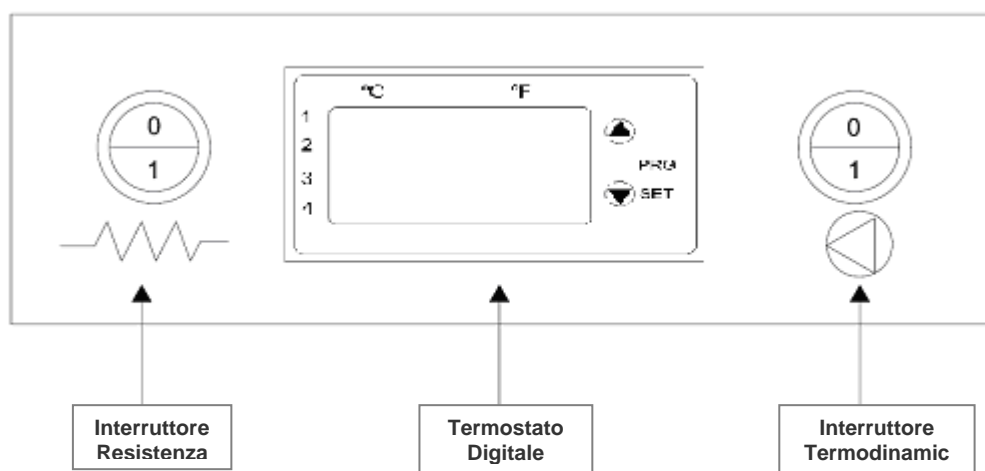 °C °F
0 1 0
2 PRG
1 3 SET 1
4
Interruttore Termostato Interruttore
Resistenza Digitale Termodinamic